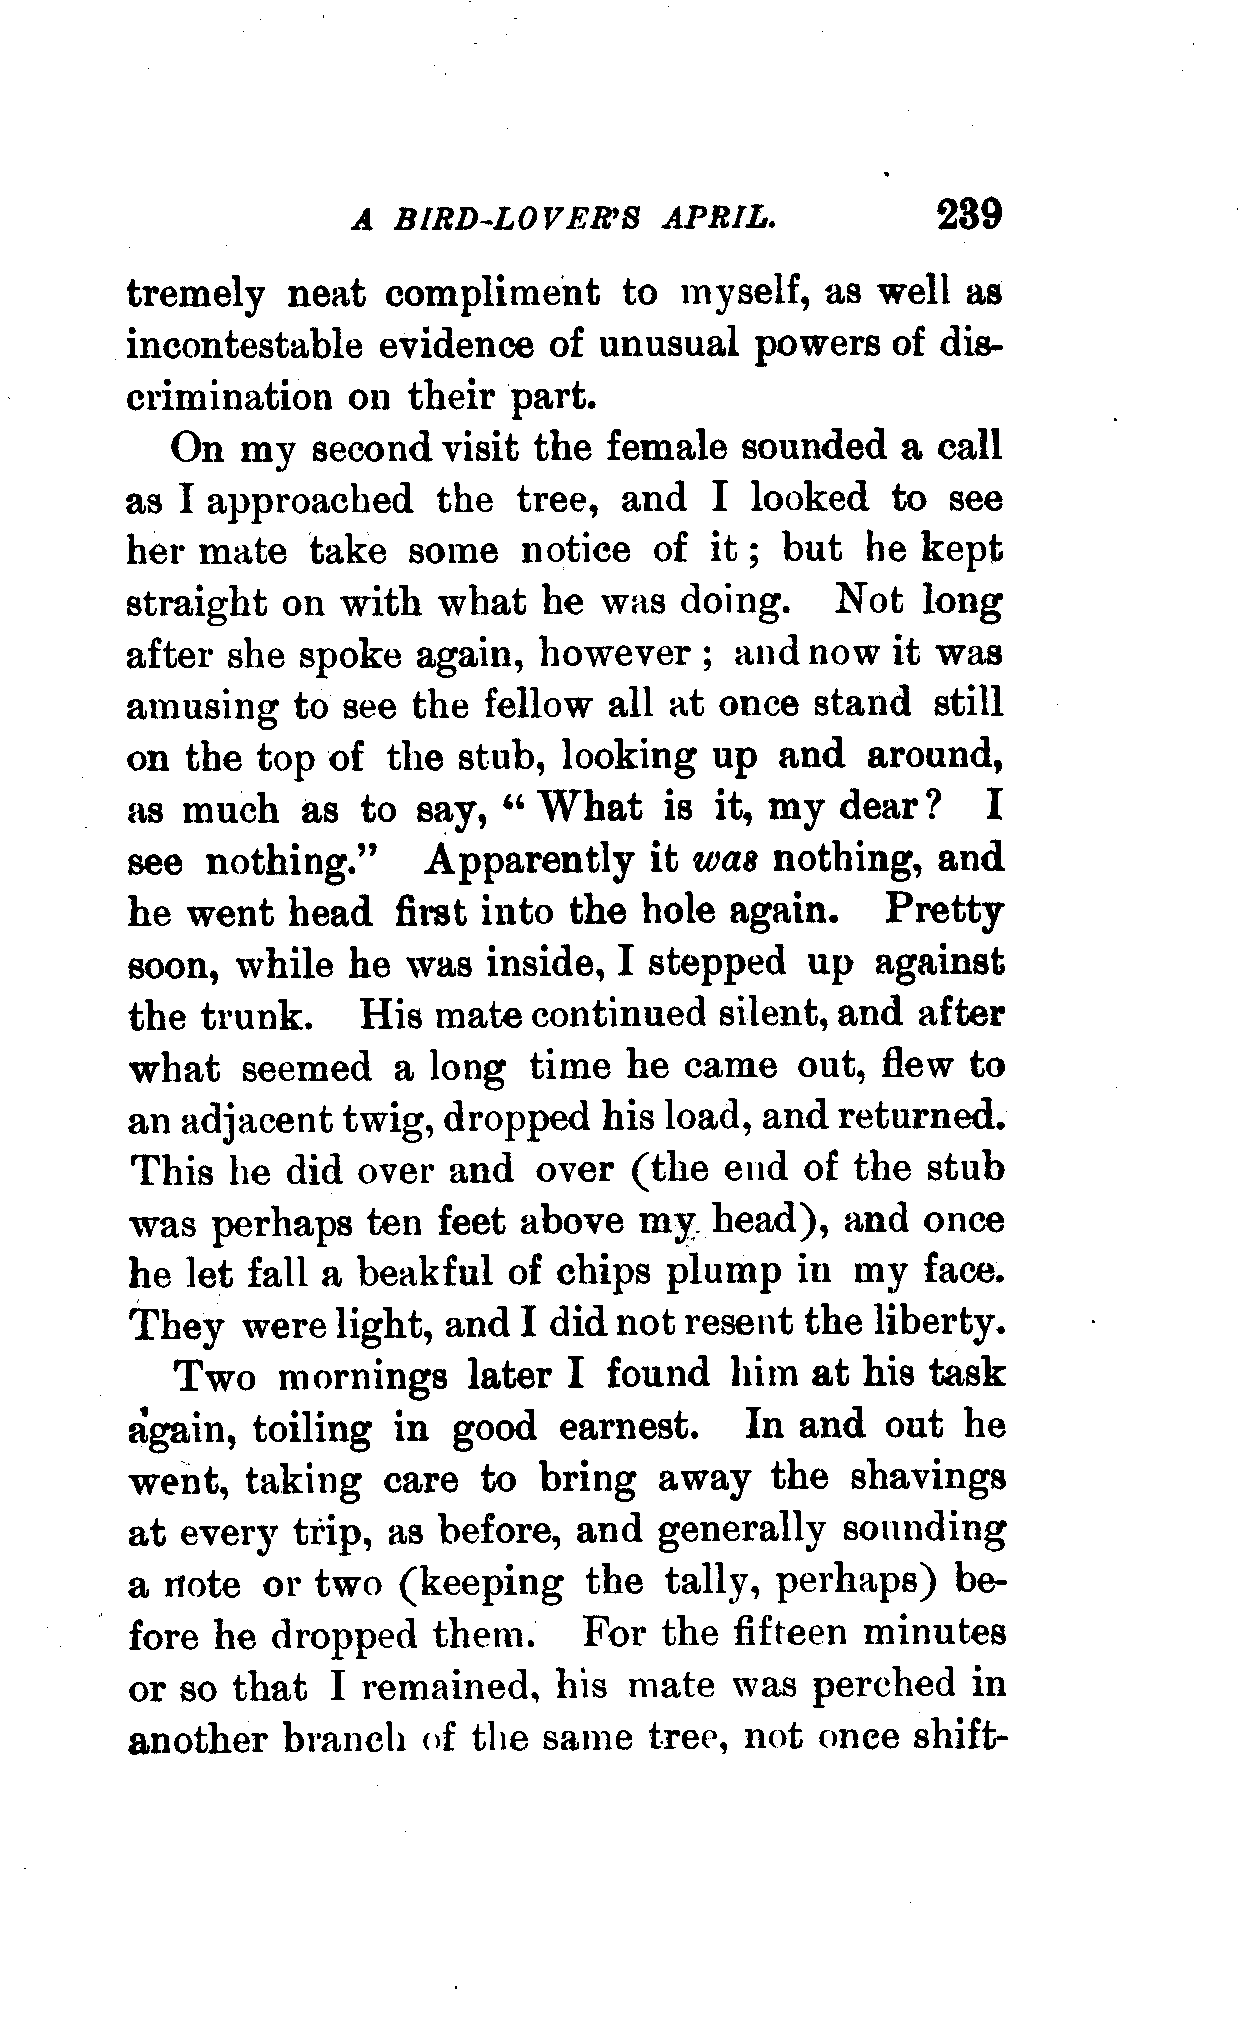 A BIRD-LOVER'S APRIL. 239
tremely neat compliment to myself, as well as
incontestable evidence of unusual powers of dis-
crimination on their part.
On my second visit the female sounded a call
as I approached the tree, and I looked to see
her mate take some notice of it; but he kept
straight on with what he was doing. Not long
after she spoke again, however; and now it was
amusing to see the fellow all at once stand still
on the top of the stub, looking up and around,
as much as to say, "What is it, my dear? I
see nothing." Apparently it was nothing, and
he went head first into the hole again. Pretty
soon, while he was inside, I stepped up against
the trunk. His mate continued silent, and after
what seemed a long time he came out, flew to
an adjacent twig, dropped his load, and returned.
This he did over and over (the end of the stub
was perhaps ten feet above my head), and once
he let fall a beakful of chips plump in my face.
They were light, and I did not resent the liberty.
Two mornings later I found him at his task
again, toiling in good earnest. In and out he
went, taking care to bring away the shavings
at every trip, as before, and generally sounding
a note or two (keeping the tally, perhaps) be-
fore he dropped them. For the fifteen minutes
or so that I remained, his mate was perched in
another branch of the same tree, not once shift-